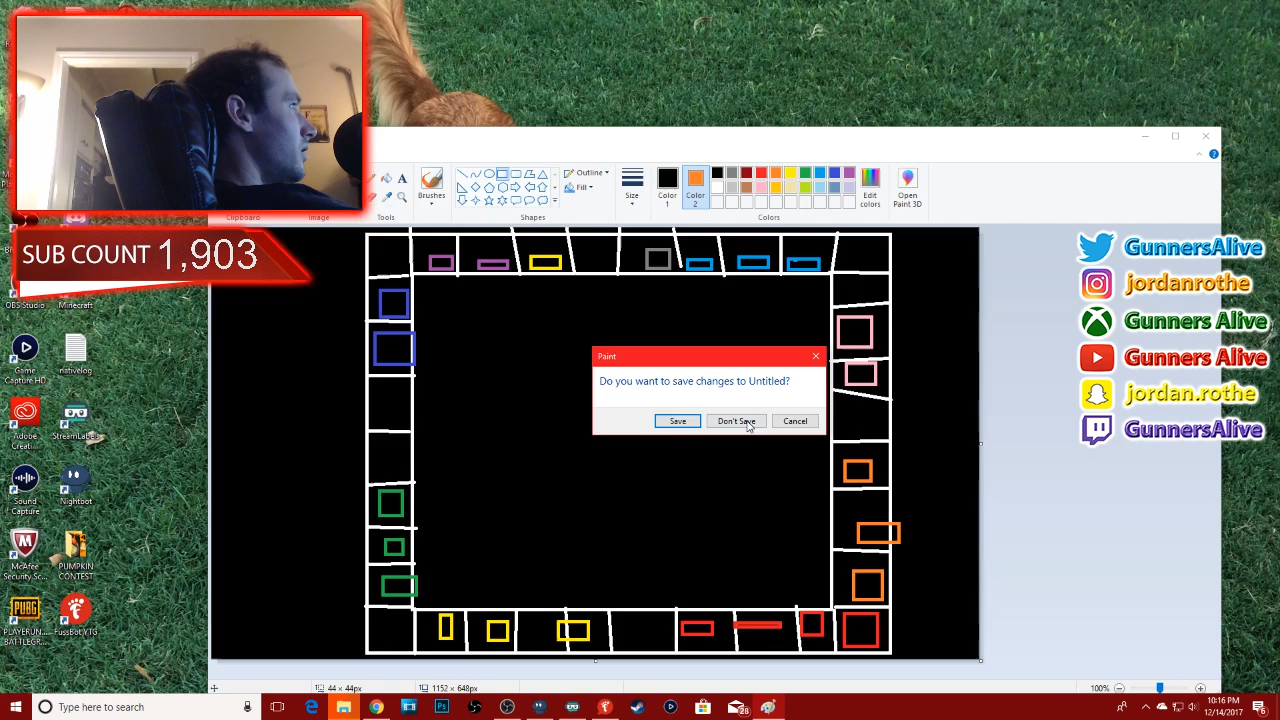 Outline
Fill
Brushes
Size
Color
1
Color
2
Edit
colors
Open
Paint 3D
Clipboard
Image
Tools
Shapes
Colors
SUB COUNT 1,903
GunnersAlive
jordanrothe
Gunners Alive
Gunners Alive
jordan.rothe
GunnersAlive
OBS Studio
Minecraft
Game
Capture HD
nativelog
Adobe
Creati...
StreamLabels
Sound
Capture
Nightbot
McAfee
Security Sc...
PUMPKIN
CONTEST
PUBG
PLAYERUN...
BATTLEGR...
FussBot YTG
Paint
Do you want to save changes to Untitled?
Save
Don't Save
Cancel
44 × 44px
1152 × 648px
100%
Type here to search
28
10:16 PM
12/14/2017
6